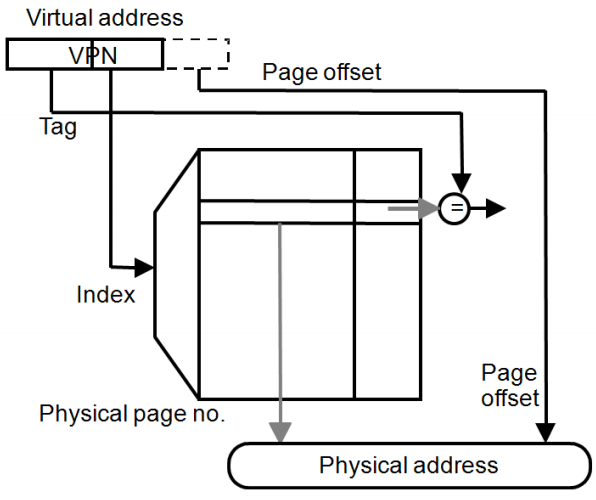 Virtual address
VPN
Page offset
Tag
=
Index
Page
offset
Physical page no.
Physical address